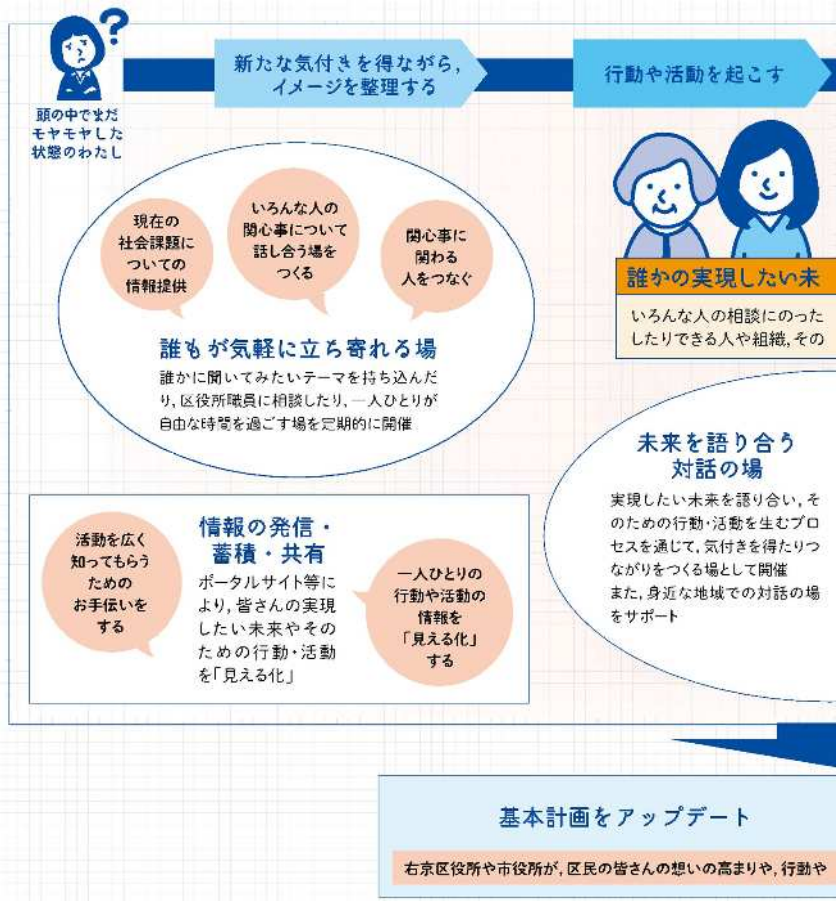 ?
頭の中でまだ
モヤモヤした
状態のわたし
新たな気付きを得ながら,
イメージを整理する
行動や活動を起こす
現在の
社会課題に
ついての
情報提供
いろんな人の
関心事について
話し合う場を
つくる
関心事に
関わる
人をつなぐ
誰もが気軽に立ち寄れる場
誰かに聞いてみたいテーマを持ち込んだ
り,区役所職員に相談したり,一人ひとりが
自由な時間を過ごす場を定期的に開催
誰かの実現したい未
いろんな人の相談にのった
したりできる人や組織,その
未来を語り合う
対話の場
実現したい未来を語り合い,そ
のための行動・活動を生むプロ
セスを通じて,気付きを得たりつ
ながりをつくる場として開催
また,身近な地域での対話の場
をサポート
活動を広く
知ってもらう
ための
お手伝いを
する
情報の発信・
蓄積・共有
ポータルサイト等に
より,皆さんの実現
したい未来やその
ための行動・活動
を「見える化」
一人ひとりの
行動や活動の
情報を
「見える化」
する
基本計画をアップデート
右京区役所や市役所が,区民の皆さんの想いの高まりや,行動や